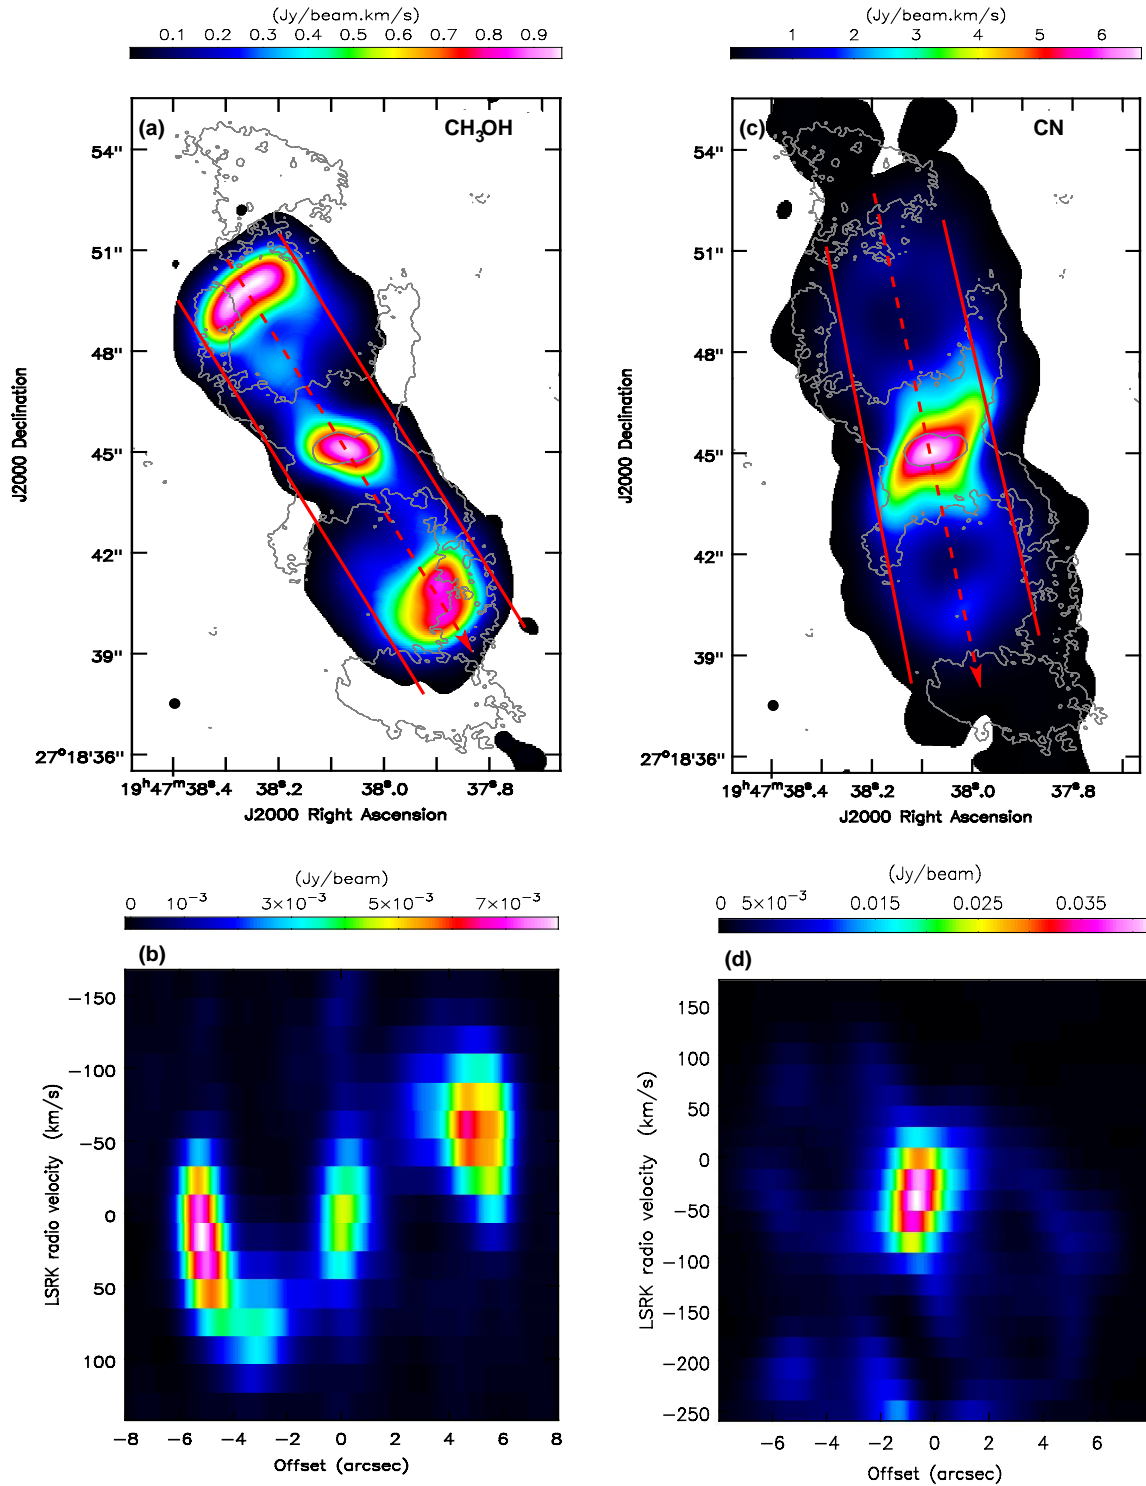 (Jy/beam.km/s)
0.1 0.2 0.3 0.4 0.5 0.6 0.7 0.8 0.9
(a) CH3OH
54''
51''
48''
45''
42''
39''
27°18'36''
J2000 Declination
19h47m38s.4 38s.2 38s.0 37s.8
J2000 Right Ascension
(Jy/beam.km/s)
1 2 3 4 5 6
(c) CN
54''
51''
48''
45''
42''
39''
27°18'36''
J2000 Declination
19h47m38s.4 38s.2 38s.0 37s.8
J2000 Right Ascension
(Jy/beam)
0 10−3 3×10−3 5×10−3 7×10−3
(b)
−150
−100
−50
0
50
100
LSRK radio velocity (km/s)
−8 −6 −4 −2 0 2 4 6 8
Offset (arcsec)
(Jy/beam)
0 5×10−3 0.015 0.025 0.035
(d)
150
100
50
0
−50
−100
−150
−200
−250
LSRK radio velocity (km/s)
−6 −4 −2 0 2 4 6
Offset (arcsec)